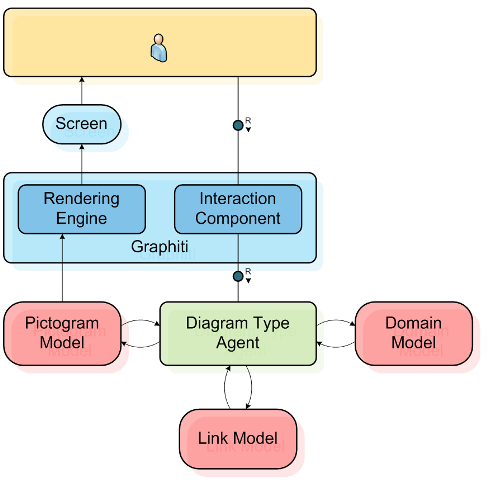 R
Screen
Rendering
Engine
Interaction
Component
Graphiti
R
Pictogram
Model
Diagram Type
Agent
Domain
Model
Link Model